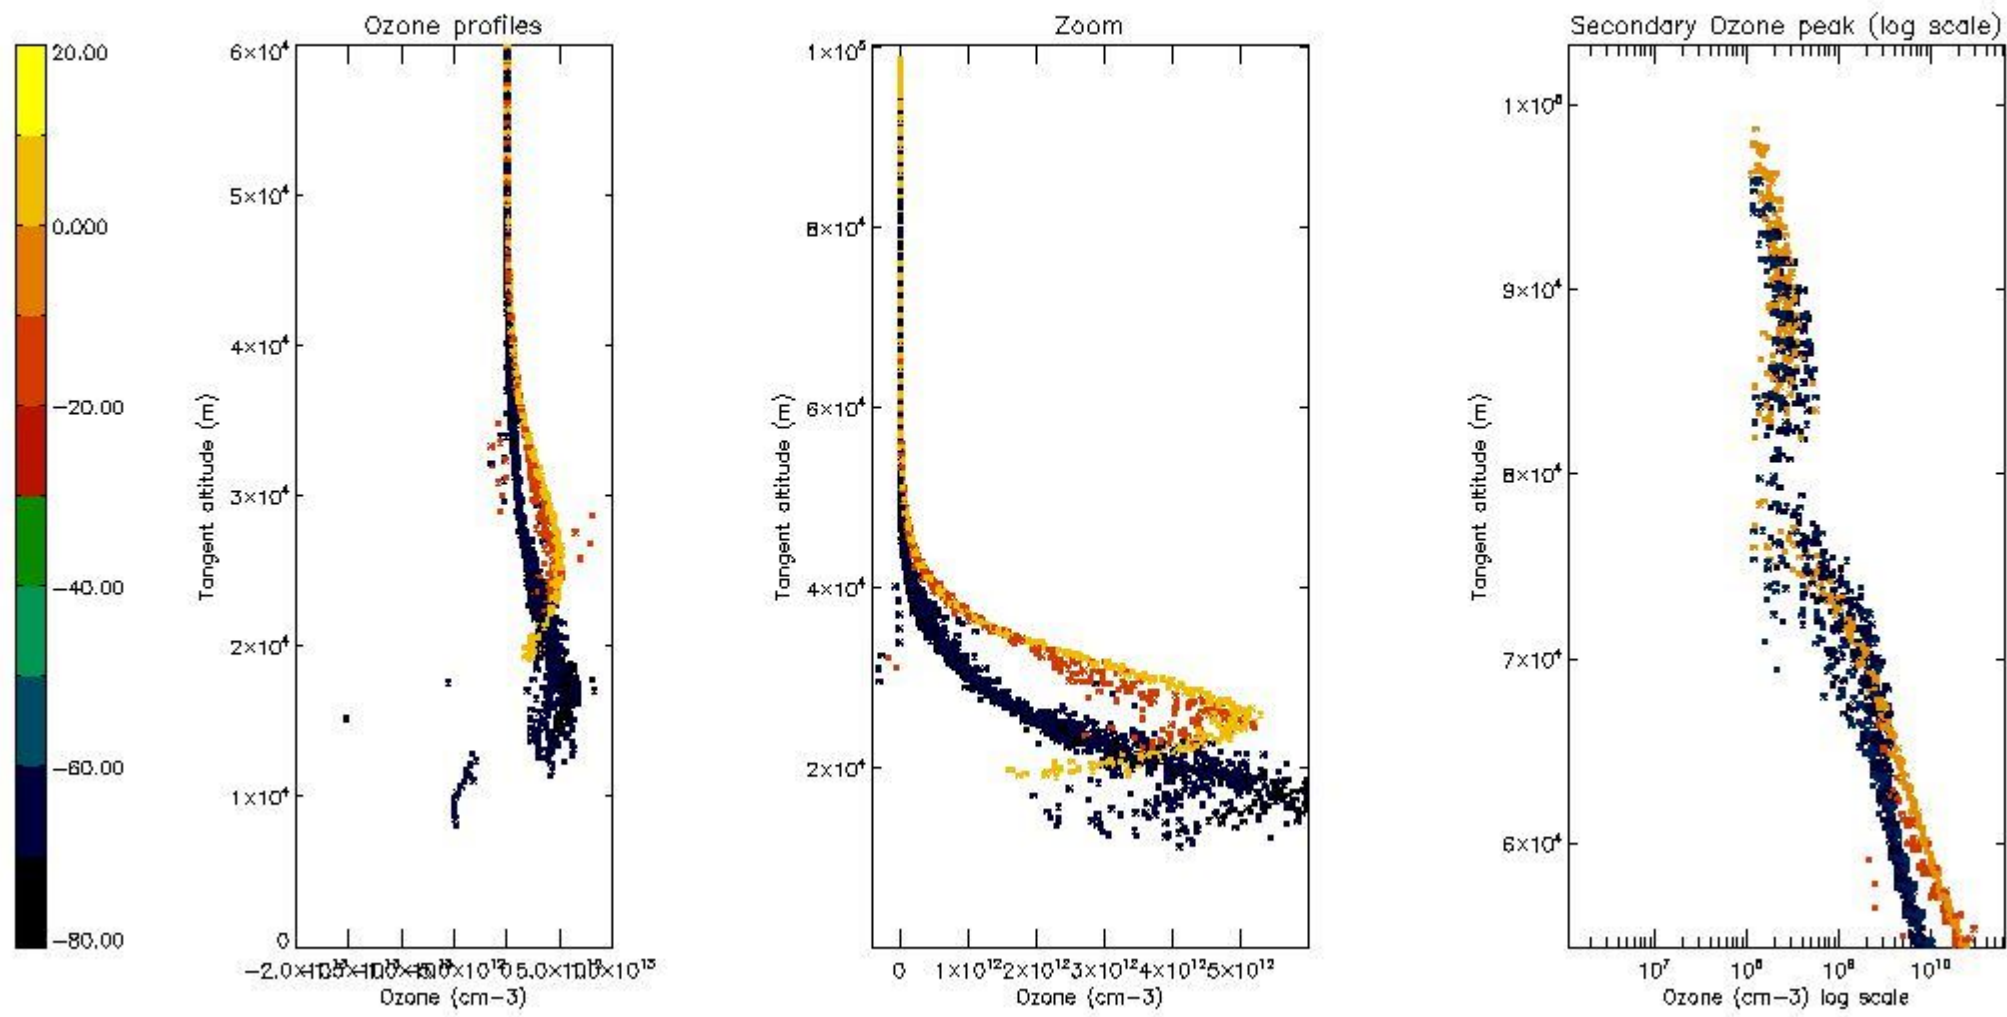 Ozone profiles
Zoom
Secondary Ozone peak (log scale)
20.00
0.000
−20.00
−40.00
−60.00
−80.00
6×10⁴
5×10⁴
4×10⁴
3×10⁴
2×10⁴
1×10⁴
0
Tangent altitude (m)
5.0×10¹²
Ozone (cm−3)
1×10⁵
8×10⁴
6×10⁴
4×10⁴
2×10⁴
Tangent altitude (m)
0 1×10¹² 2×10¹² 3×10¹² 4×10¹² 5×10¹²
Ozone (cm−3)
9×10⁴
8×10⁴
7×10⁴
6×10⁴
Tangent altitude (m)
10⁷ 10⁸ 10⁹ 10¹⁰
Ozone (cm−3) log scale